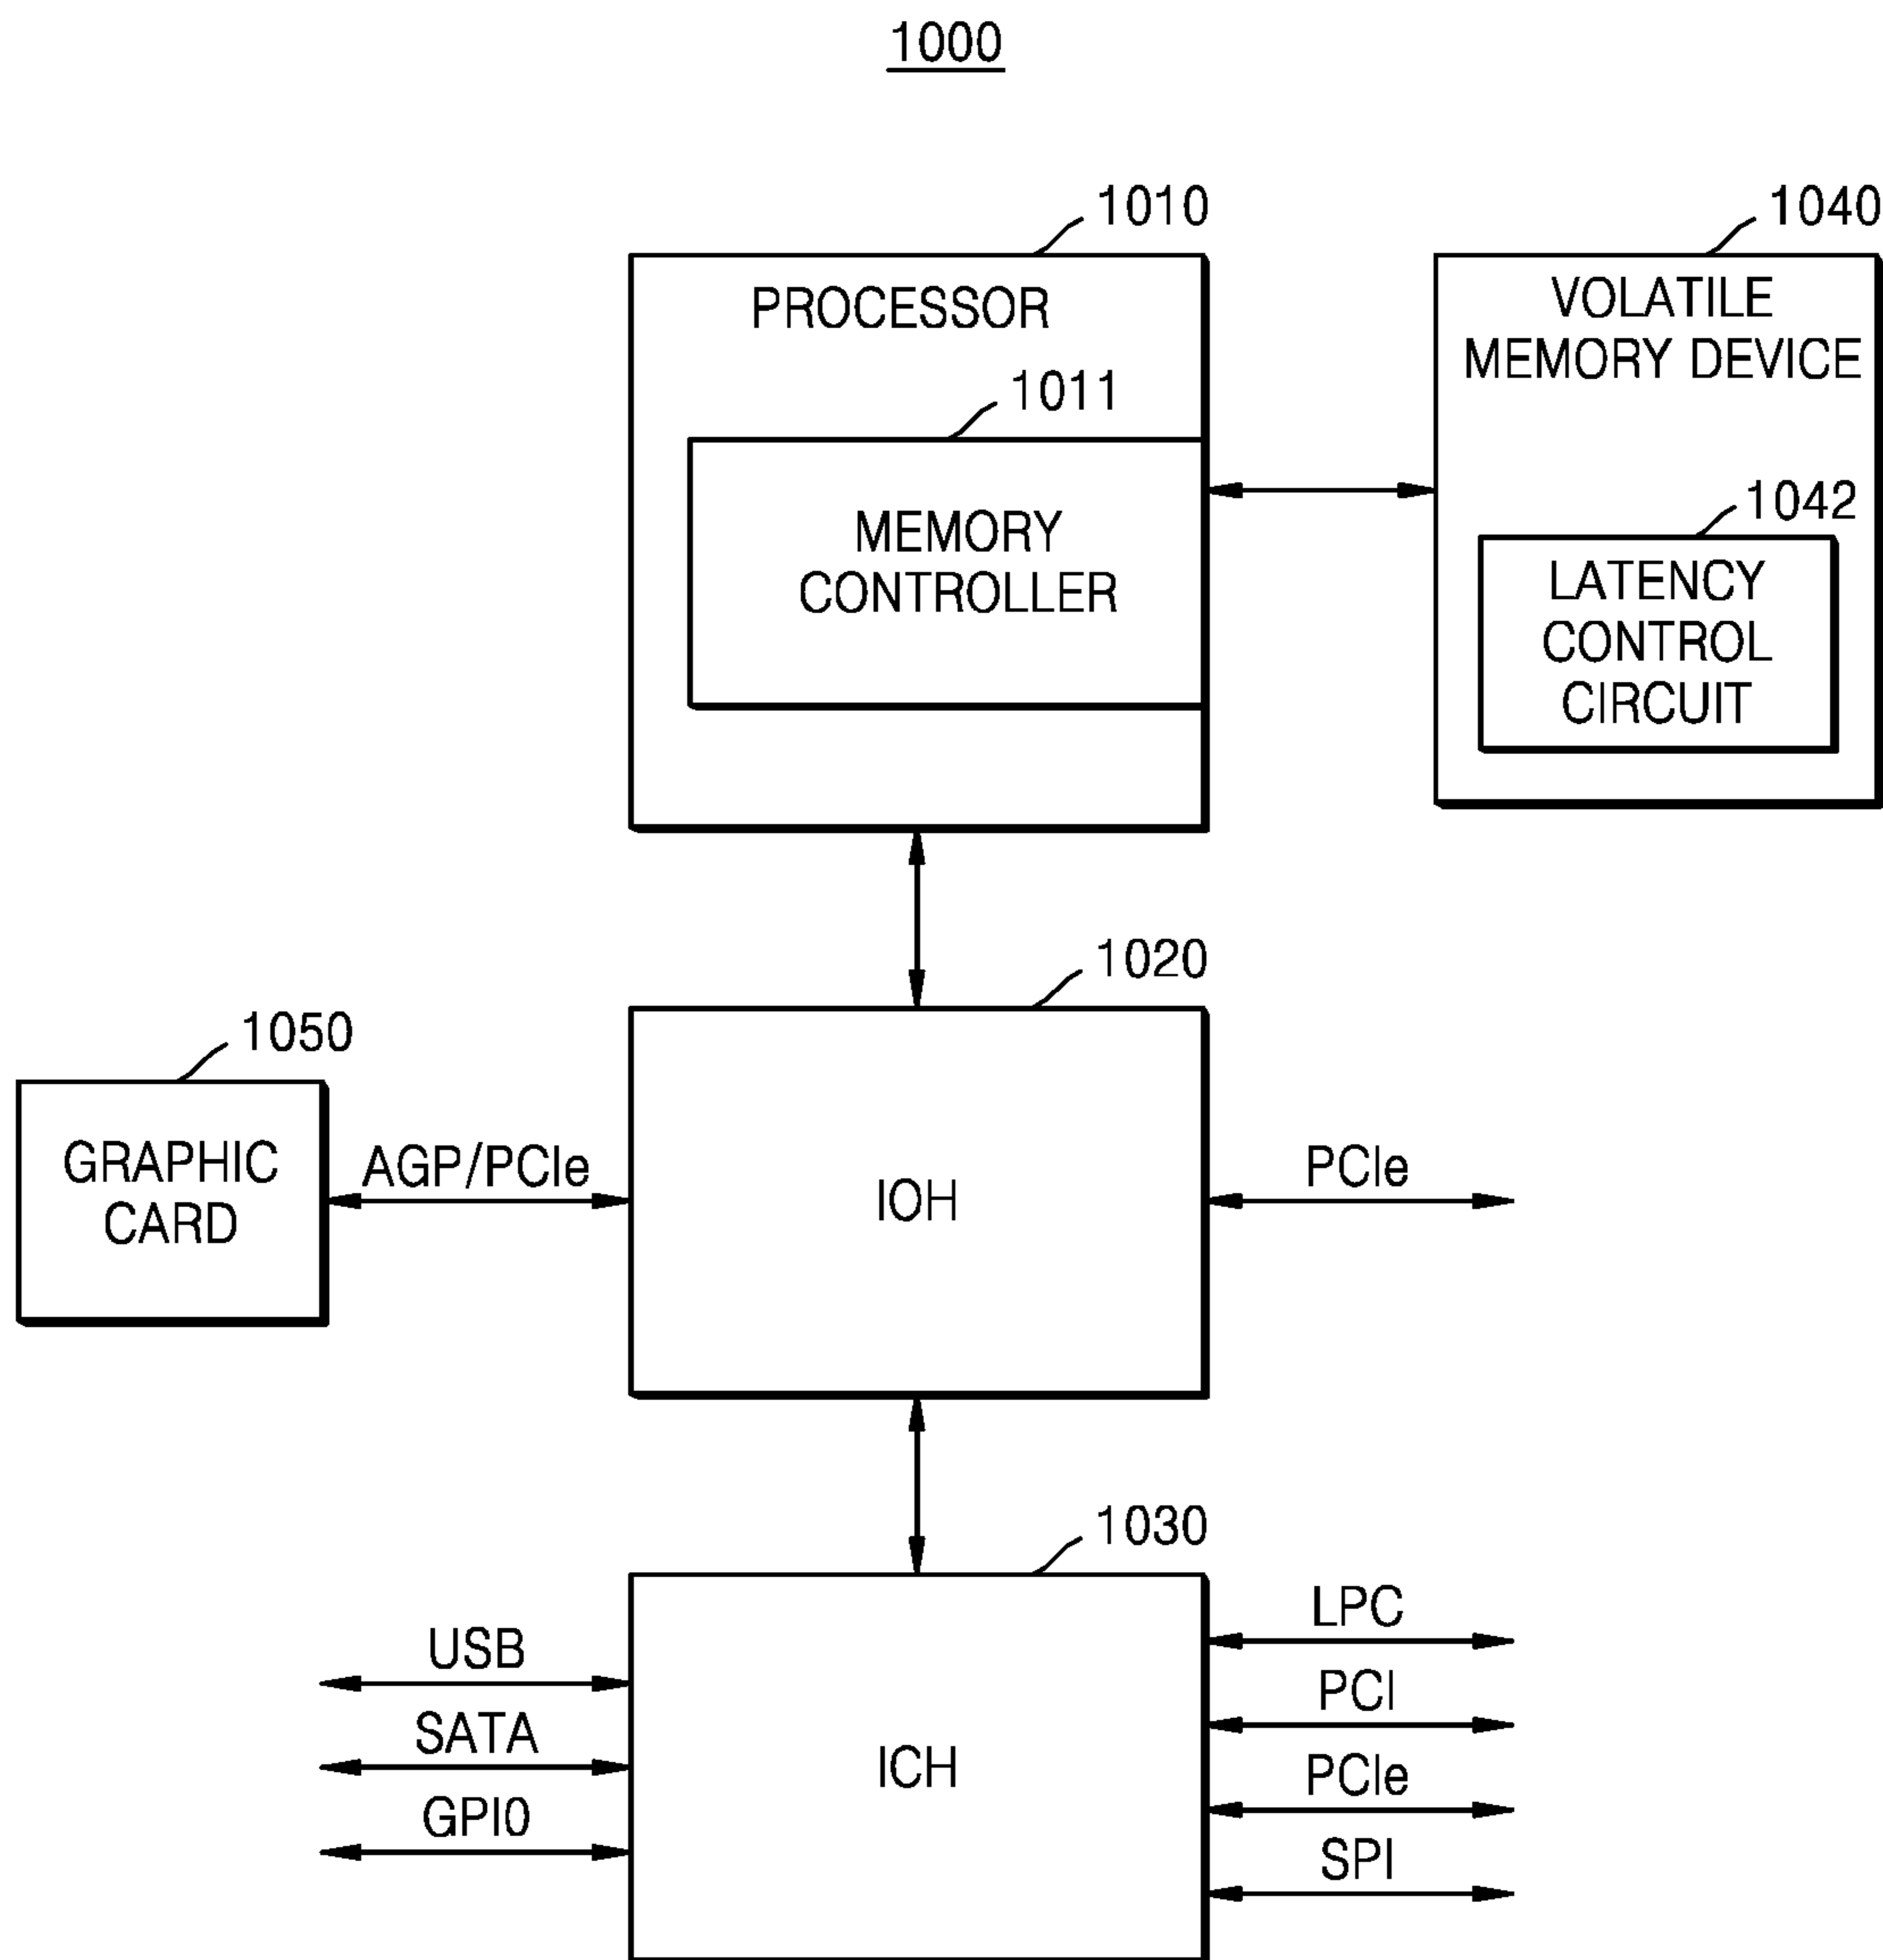 1000
1010
1040
PROCESSOR
VOLATILE
MEMORY DEVICE
1011
MEMORY
CONTROLLER
1042
LATENCY
CONTROL
CIRCUIT
1020
1050
GRAPHIC
CARD
AGP/PCIe
IOH
PCIe
1030
USB
SATA
GPI0
ICH
LPC
PCI
PCIe
SPI